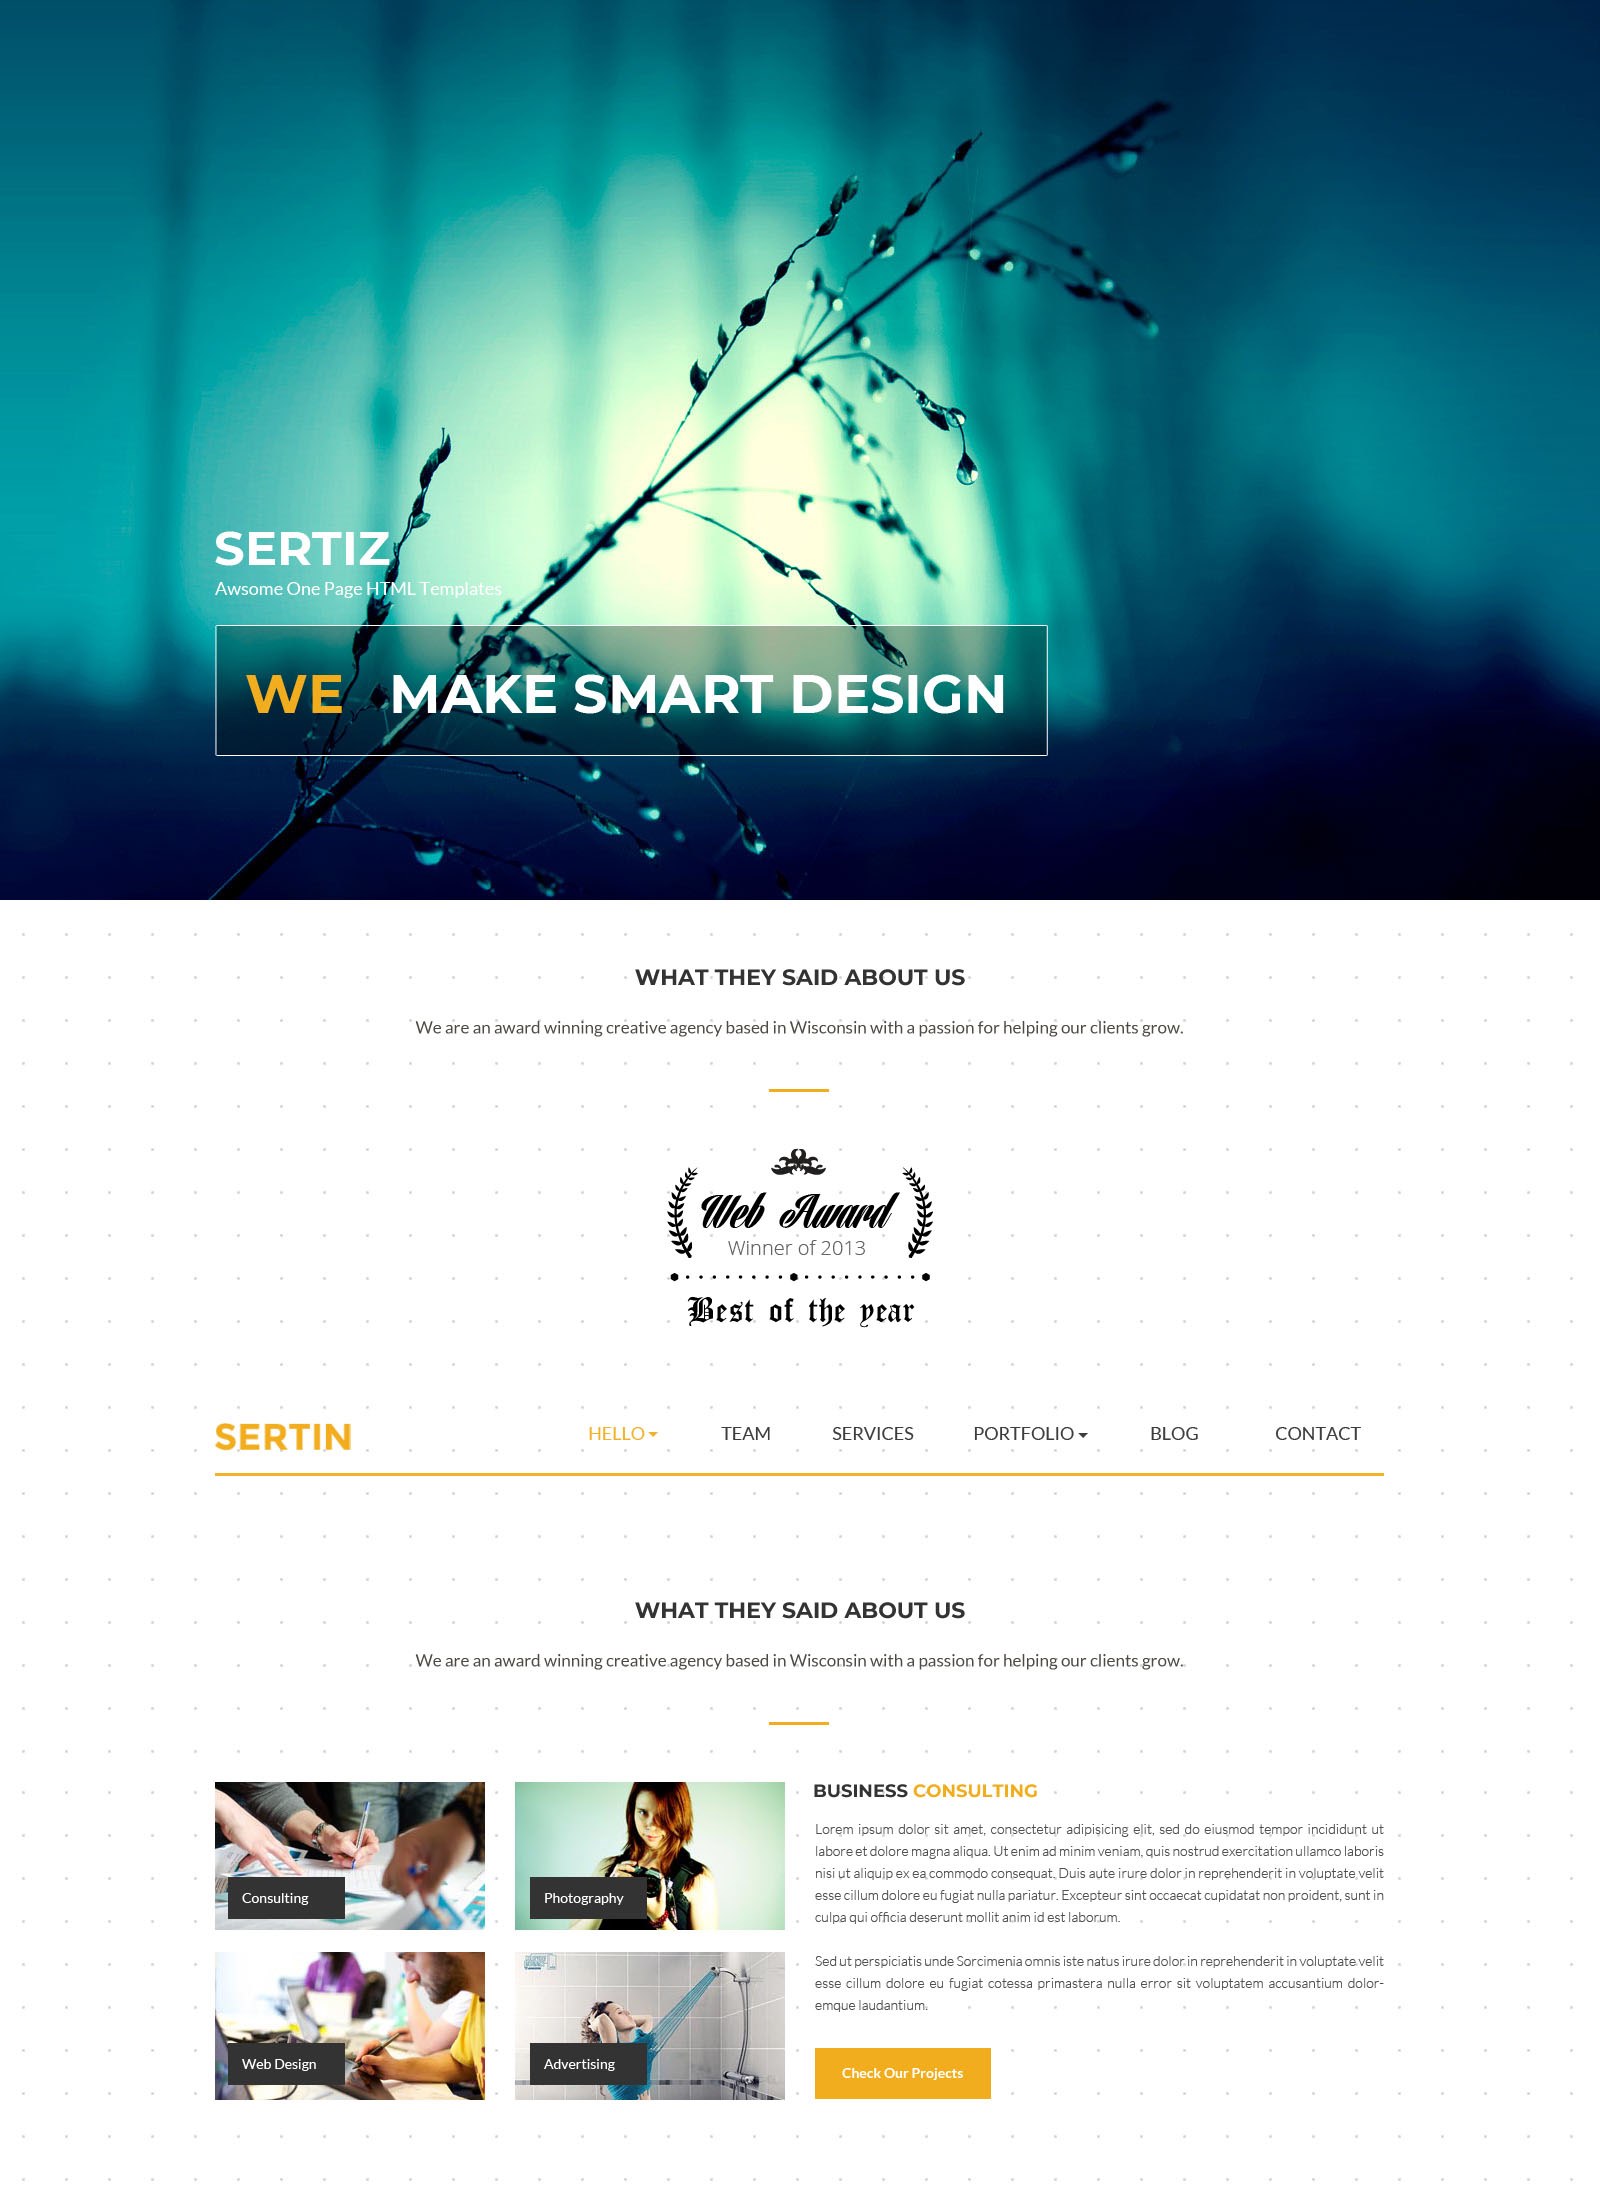 SERTIZ
Awsome One Page HTML Templates
WE MAKE SMART DESIGN
WHAT THEY SAID ABOUT US
We are an award winning creative agency based in Wisconsin with a passion for helping our clients grow.
Web Award
Winner of 2013
Best of the year
SERTIN
HELLO TEAM SERVICES PORTFOLIO BLOG CONTACT
WHAT THEY SAID ABOUT US
We are an award winning creative agency based in Wisconsin with a passion for helping our clients grow.
Consulting
Photography
Web Design
Advertising
BUSINESS CONSULTING
Lorem ipsum dolor sit amet, consectetur adipisicing elit, sed do eiusmod tempor incididunt ut
labore et dolore magna aliqua. Ut enim ad minim veniam, quis nostrud exercitation ullamco laboris
nisi ut aliquip ex ea commodo consequat. Duis aute irure dolor in reprehenderit in voluptate velit
esse cillum dolore eu fugiat nulla pariatur. Excepteur sint occaecat cupidatat non proident, sunt in
culpa qui officia deserunt mollit anim id est laborum.
Sed ut perspiciatis unde Sorcimenia omnis iste natus irure dolor in reprehenderit in voluptate velit
esse cillum dolore eu fugiat cotessa primastera nulla error sit voluptatem accusantium dolor-
emque laudantium.
Check Our Projects